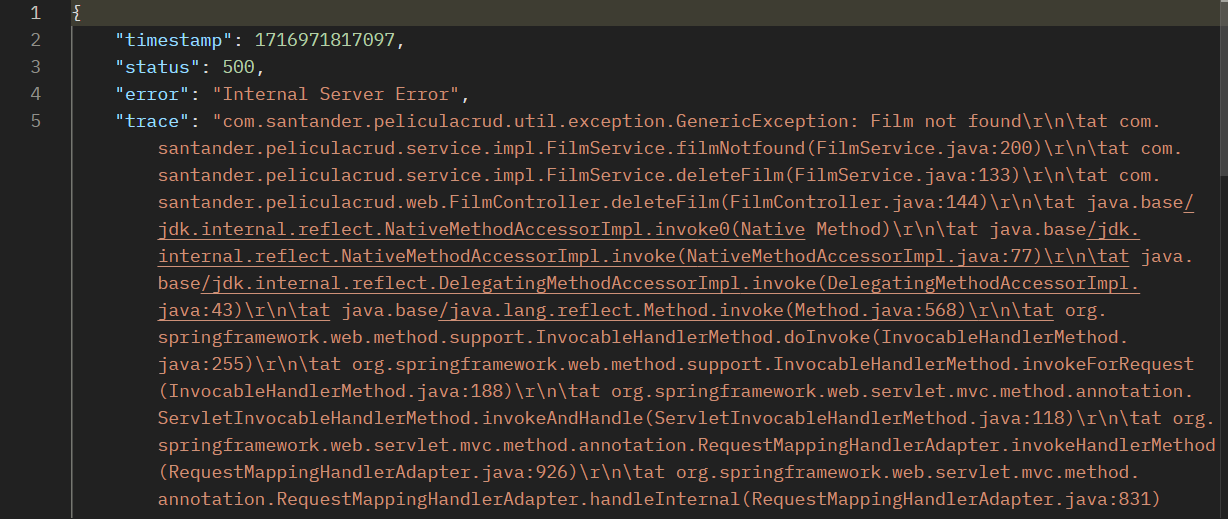 1 {
2 "timestamp": 1716971817097,
3 "status": 500,
4 "error": "Internal Server Error",
5 "trace": "com.santander.peliculacrud.util.exception.GenericException: Film not found\r\n\tat com.
santander.peliculacrud.service.impl.FilmService.filmNotfound(FilmService.java:200)\r\n\tat com.
santander.peliculacrud.service.impl.FilmService.deleteFilm(FilmService.java:133)\r\n\tat com.
santander.peliculacrud.web.FilmController.deleteFilm(FilmController.java:144)\r\n\tat java.base/
jdk.internal.reflect.NativeMethodAccessorImpl.invoke0(Native Method)\r\n\tat java.base/jdk.
internal.reflect.NativeMethodAccessorImpl.invoke(NativeMethodAccessorImpl.java:77)\r\n\tat java.
base/jdk.internal.reflect.DelegatingMethodAccessorImpl.invoke(DelegatingMethodAccessorImpl.
java:43)\r\n\tat java.base/java.lang.reflect.Method.invoke(Method.java:568)\r\n\tat org.
springframework.web.method.support.InvocableHandlerMethod.doInvoke(InvocableHandlerMethod.
java:255)\r\n\tat org.springframework.web.method.support.InvocableHandlerMethod.invokeForRequest
(InvocableHandlerMethod.java:188)\r\n\tat org.springframework.web.servlet.mvc.method.annotation.
ServletInvocableHandlerMethod.invokeAndHandle(ServletInvocableHandlerMethod.java:118)\r\n\tat org.
springframework.web.servlet.mvc.method.annotation.RequestMappingHandlerAdapter.invokeHandlerMethod
(RequestMappingHandlerAdapter.java:926)\r\n\tat org.springframework.web.servlet.mvc.method.
annotation.RequestMappingHandlerAdapter.handleInternal(RequestMappingHandlerAdapter.java:831)